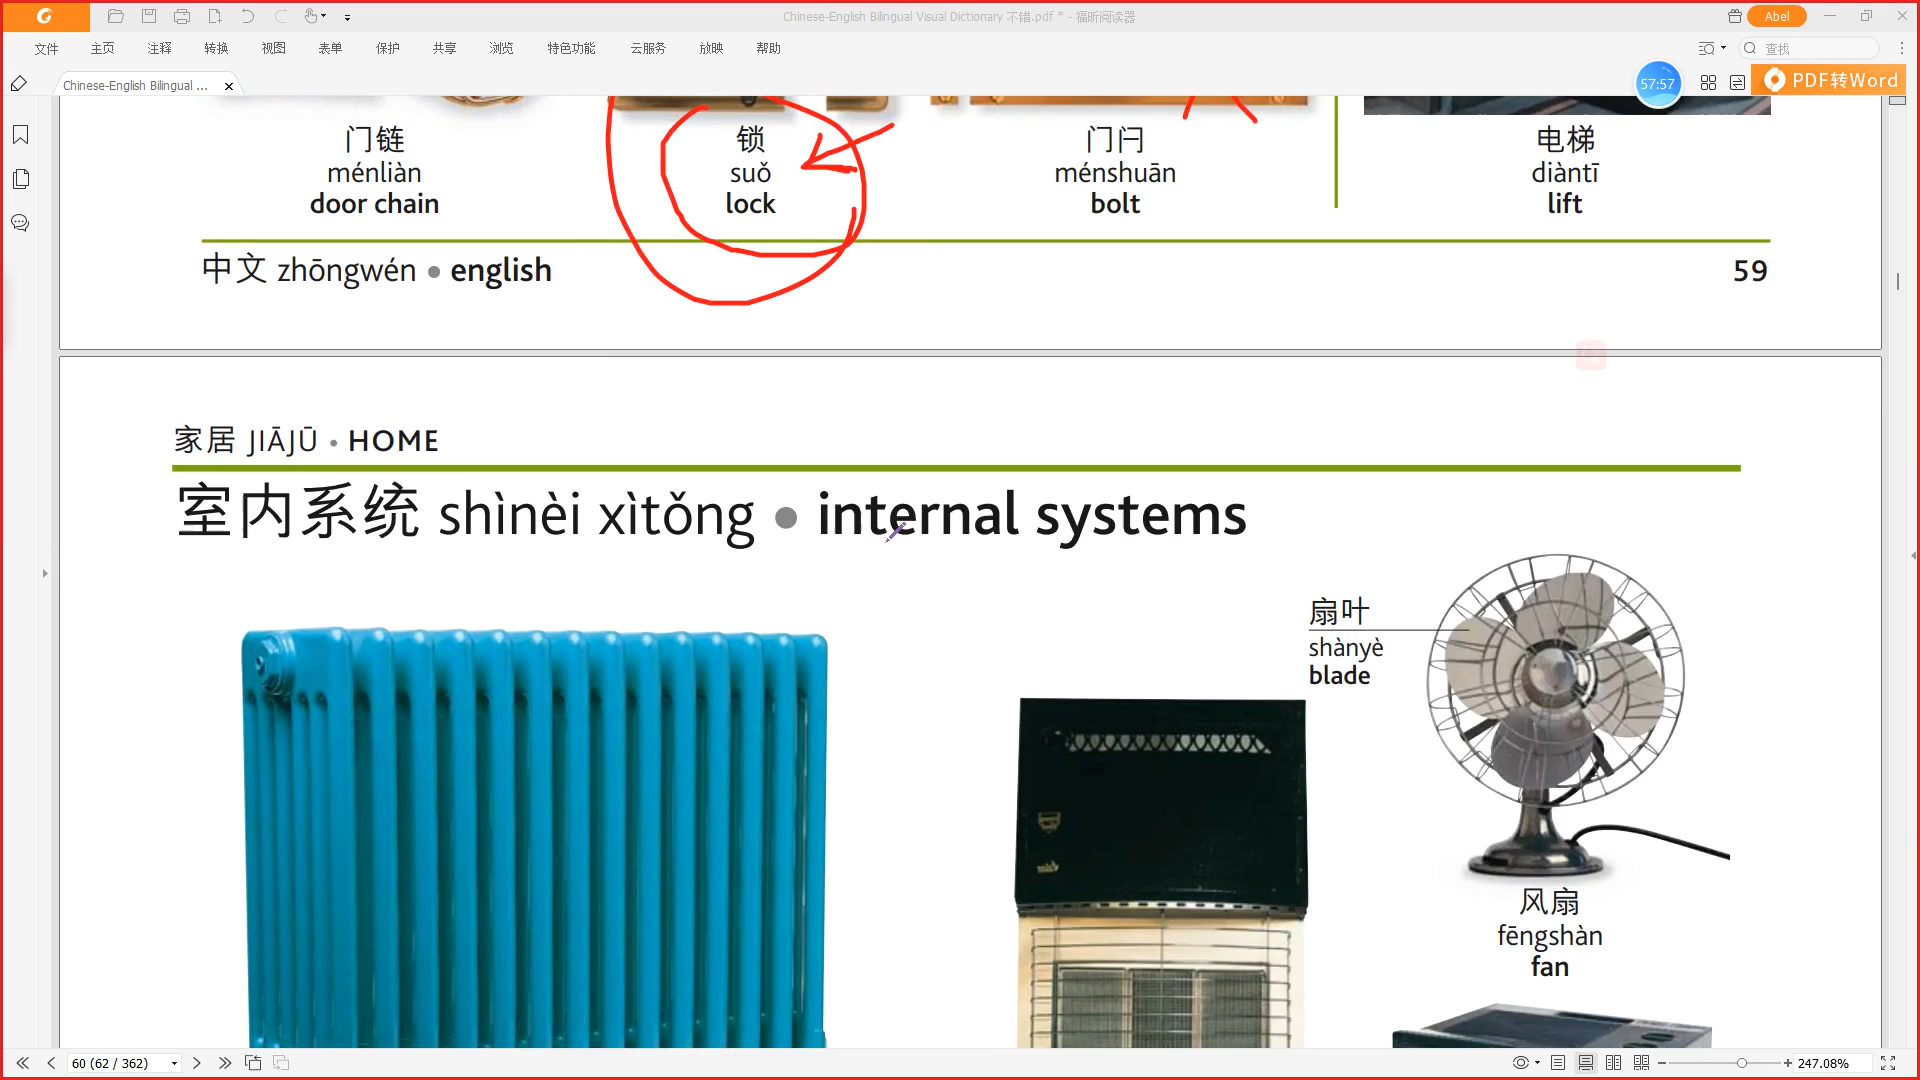 Chinese-English Bilingual Visual Dictionary 不错.pdf * - 福昕阅读器
Abel
文件 主页 注释 转换 视图 表单 保护 共享 浏览 特色功能 云服务 放映 帮助
查找
Chinese-English Bilingual ...
57:57
PDF转Word
门链
ménliàn
door chain
锁
suǒ
lock
门闩
ménshuān
bolt
电梯
diàntī
lift
中文 zhōngwén • english
59
家居 JIĀJŪ • HOME
室内系统 shìnèi xìtǒng • internal systems
扇叶
shànyè
blade
风扇
fēngshàn
fan
60 (62 / 362)
247.08%